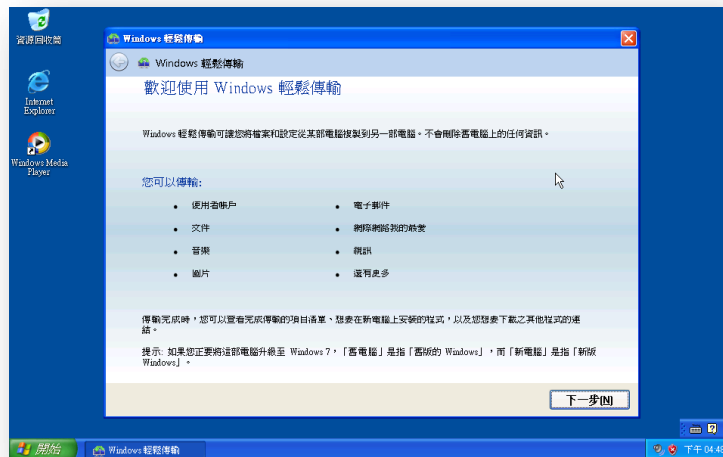 資源回收筒
Internet
Explorer
Windows Media
Player
Windows 輕鬆傳輸
Windows 輕鬆傳輸
歡迎使用 Windows 輕鬆傳輸
Windows 輕鬆傳輸可讓您將檔案和設定從某部電腦複製到另一部電腦。不會刪除舊電腦上的任何資訊。
您可以傳輸:
• 使用者帳戶
• 電子郵件
• 文件
• 網際網路我的最愛
• 音樂
• 視訊
• 圖片
• 還有更多
傳輸完成時，您可以查看完成傳輸的項目清單、想要在新電腦上安裝的程式，以及您想要下載之其他程式的連
結。
提示: 如果您正要將這部電腦升級至 Windows 7，「舊電腦」是指「舊版的 Windows」，而「新電腦」是指「新版
Windows」。
下一步(N)
開始
Windows 輕鬆傳輸
下午 04:48